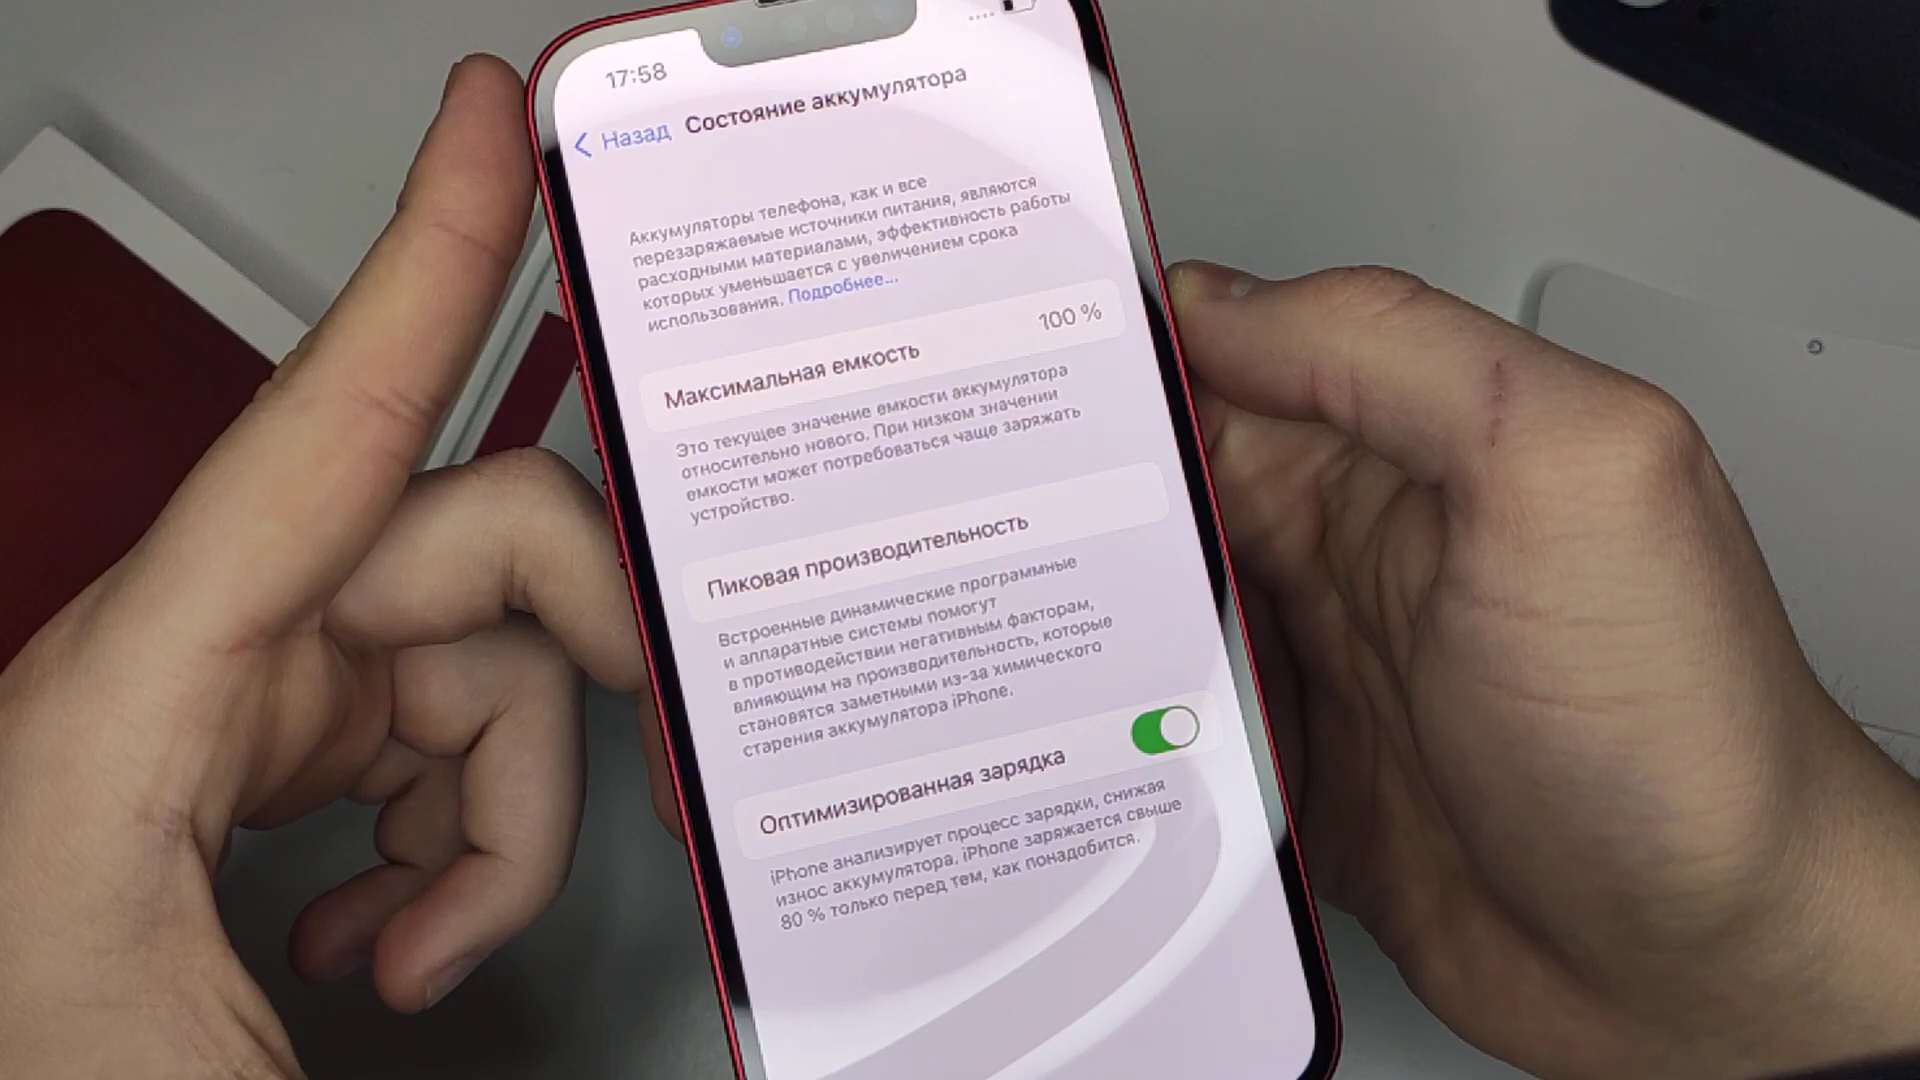 17:58
Назад Состояние аккумулятора
Аккумуляторы телефона, как и все
перезаряжаемые источники питания, являются
расходными материалами, эффективность работы
которых уменьшается с увеличением срока
использования. Подробнее...
Максимальная емкость 100 %
Это текущее значение емкости аккумулятора
относительно нового. При низком значении
емкости может потребоваться чаще заряжать
устройство.
Пиковая производительность
Встроенные динамические программные
и аппаратные системы помогут
в противодействии негативным факторам,
влияющим на производительность, которые
становятся заметными из-за химического
старения аккумулятора iPhone.
Оптимизированная зарядка
iPhone анализирует процесс зарядки, снижая
износ аккумулятора. iPhone заряжается свыше
80 % только перед тем, как понадобится.